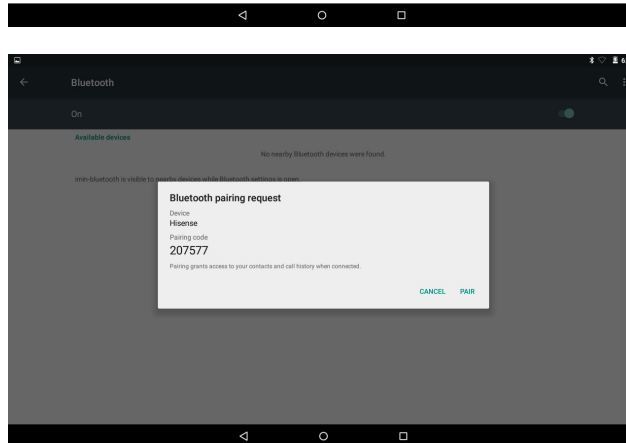 Bluetooth
On
Available devices
No nearby Bluetooth devices were found.
imin-bluetooth is visible to nearby devices while Bluetooth settings is open.
Bluetooth pairing request
Device
Hisense
Pairing code
207577
Pairing grants access to your contacts and call history when connected.
CANCEL PAIR